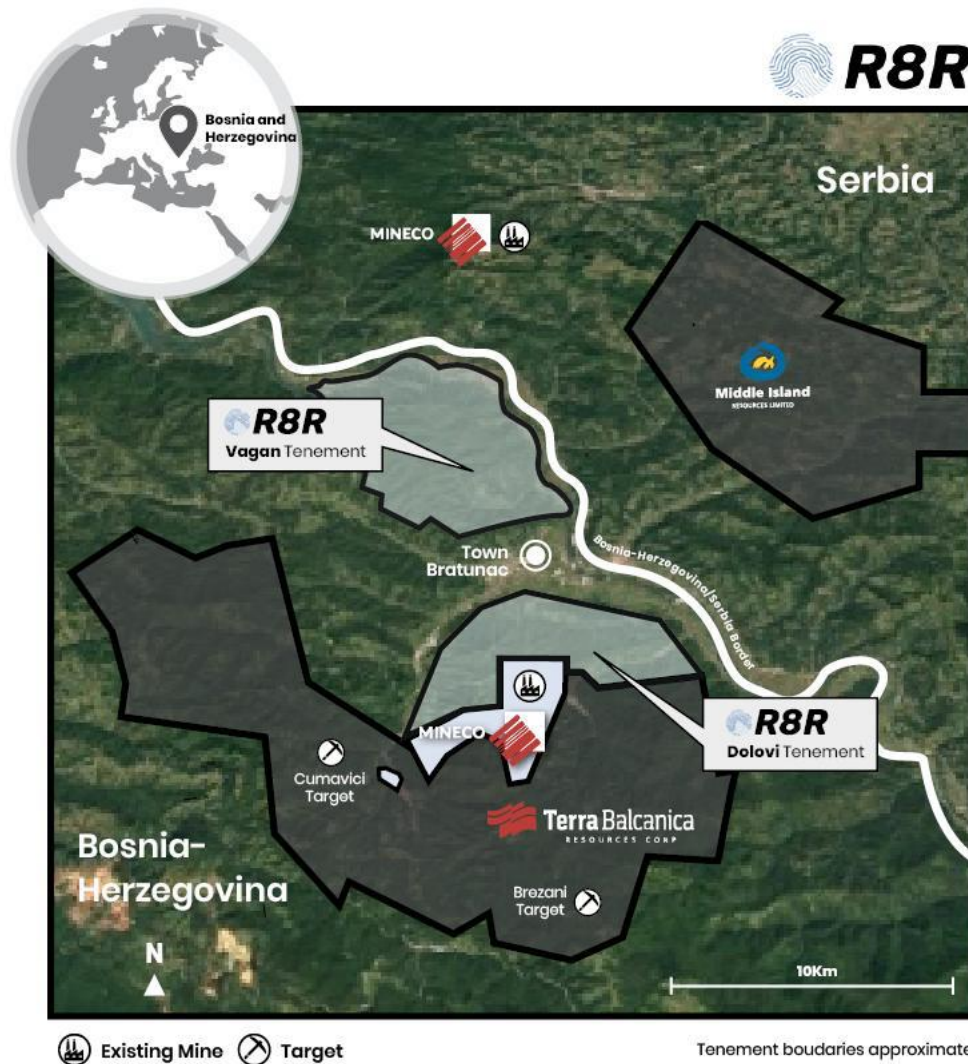 R8R
Bosnia and
Herzegovina
Serbia
MINECO
Middle Island
RESOURCES LIMITED
R8R
Vagan Tenement
Town
Bratunac
Bosnia-Herzegovina/Serbia Border
R8R
Dolovi Tenement
MINECO
Cumavici
Target
Terra Balcanica
RESOURCES CORP
Bosnia-
Herzegovina
Brezani
Target
N
10Km
Existing Mine
Target
Tenement boudaries approximate